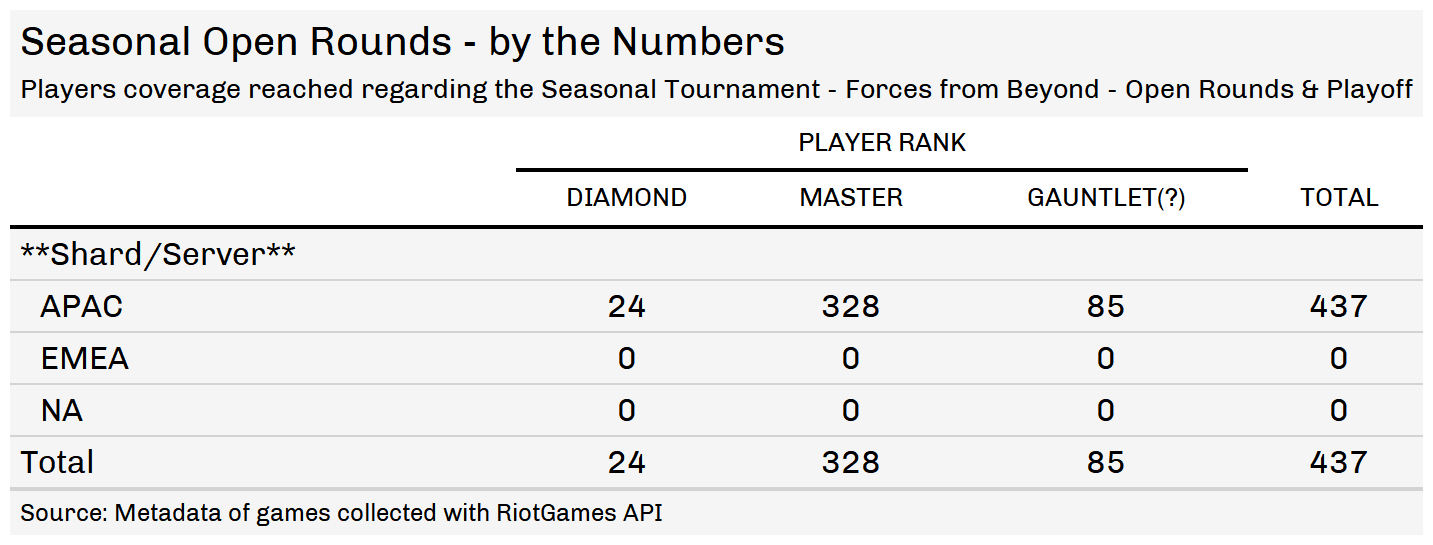 Seasonal Open Rounds - by the Numbers
Players coverage reached regarding the Seasonal Tournament - Forces from Beyond - Open Rounds & Playoff
PLAYER RANK
DIAMOND MASTER GAUNTLET(?) TOTAL
**Shard/Server**
APAC 24 328 85 437
EMEA 0 0 0 0
NA 0 0 0 0
Total 24 328 85 437
Source: Metadata of games collected with RiotGames API